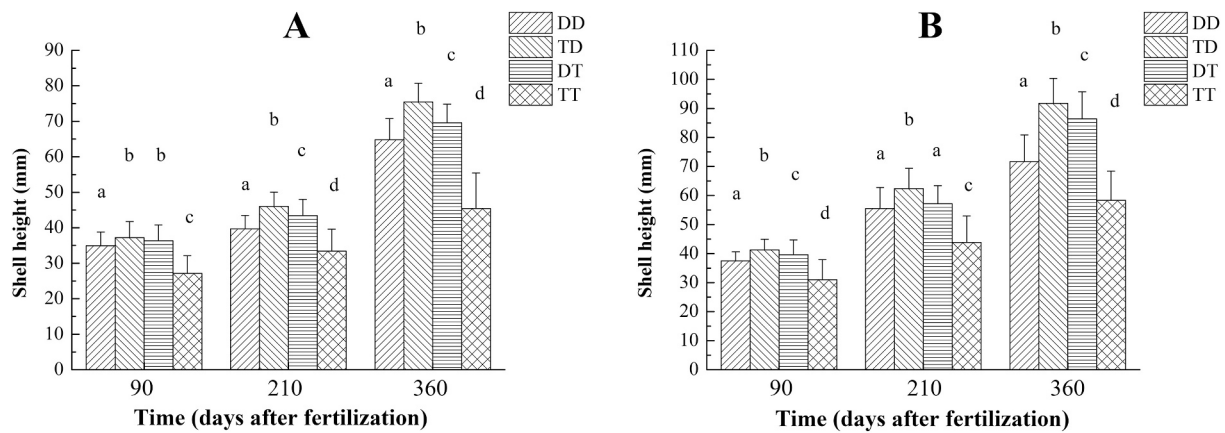 A
DD
TD
DT
TT
Shell height (mm)
90
80
70
60
50
40
30
20
10
0
a
b
b
c
a
b
c
d
a
b
c
d
90
210
360
Time (days after fertilization)
B
DD
TD
DT
TT
Shell height (mm)
110
100
90
80
70
60
50
40
30
20
10
0
a
b
c
d
a
b
a
c
a
b
c
d
90
210
360
Time (days after fertilization)